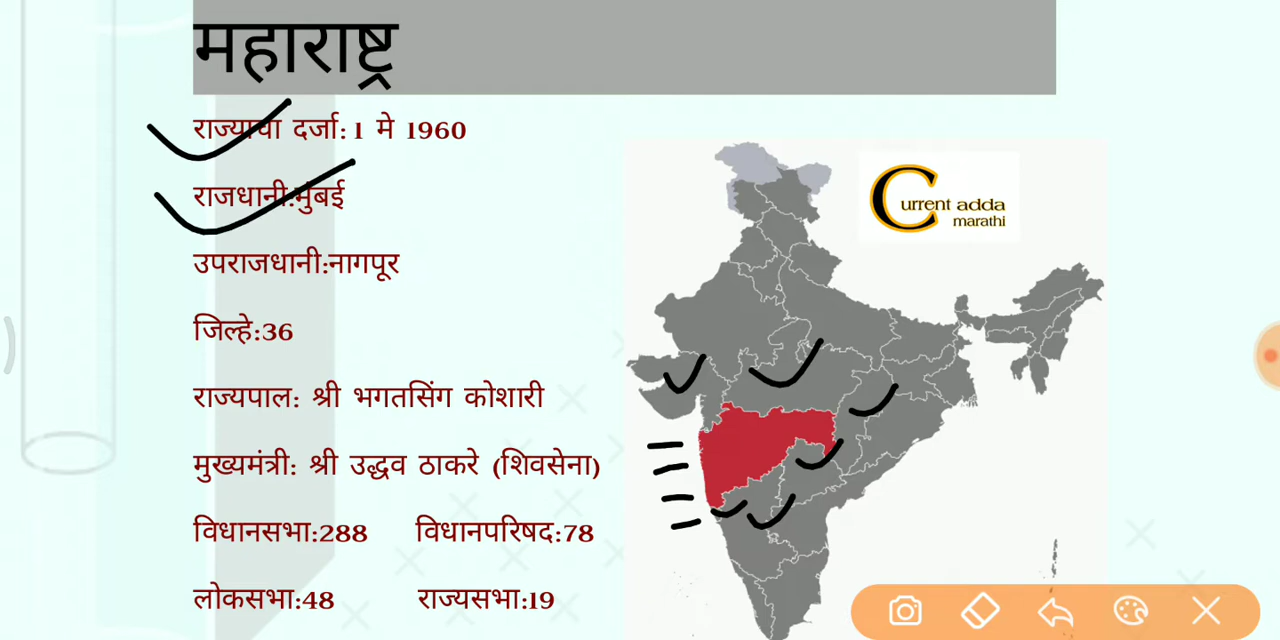 महाराष्ट्र
राज्याचा दर्जा: 1 मे 1960
राजधानी:मुंबई
उपराजधानी:नागपूर
जिल्हे:36
राज्यपाल: श्री भगतसिंग कोशारी
मुख्यमंत्री: श्री उद्धव ठाकरे (शिवसेना)
विधानसभा:288 विधानपरिषद:78
लोकसभा:48 राज्यसभा:19
Current adda
marathi